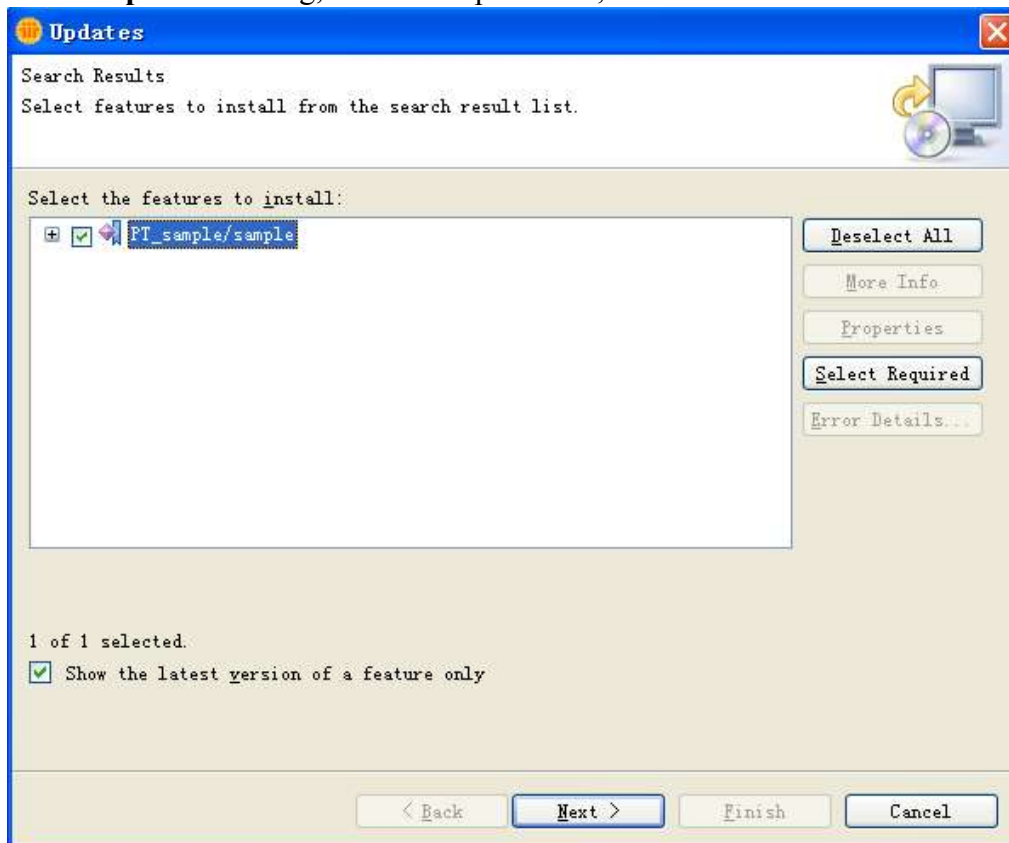 Updates
Search Results
Select features to install from the search result list.
Select the features to install:
PT_sample/sample
Deselect All
More Info
Properties
Select Required
Error Details...
1 of 1 selected.
Show the latest version of a feature only
< Back
Next >
Finish
Cancel